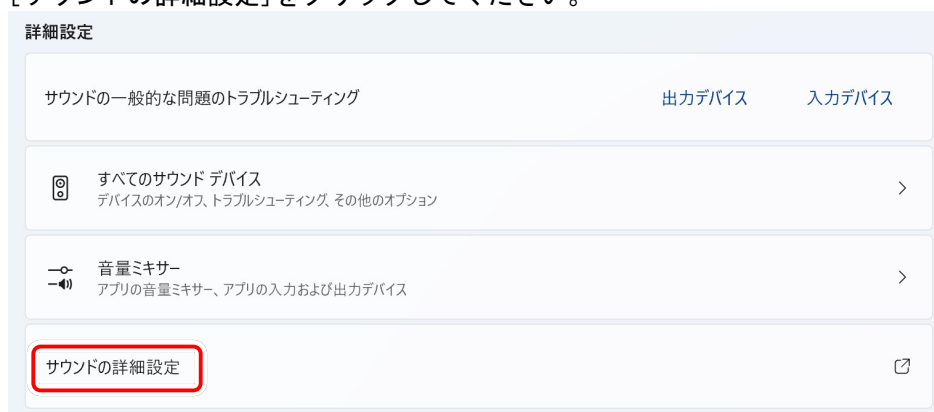 [サウンドの詳細設定]をクリックしてください。
詳細設定
サウンドの一般的な問題のトラブルシューティング 出力デバイス 入力デバイス
すべてのサウンド デバイス
デバイスのオン/オフ、トラブルシューティング、その他のオプション
音量ミキサー
アプリの音量ミキサー、アプリの入力および出力デバイス
サウンドの詳細設定